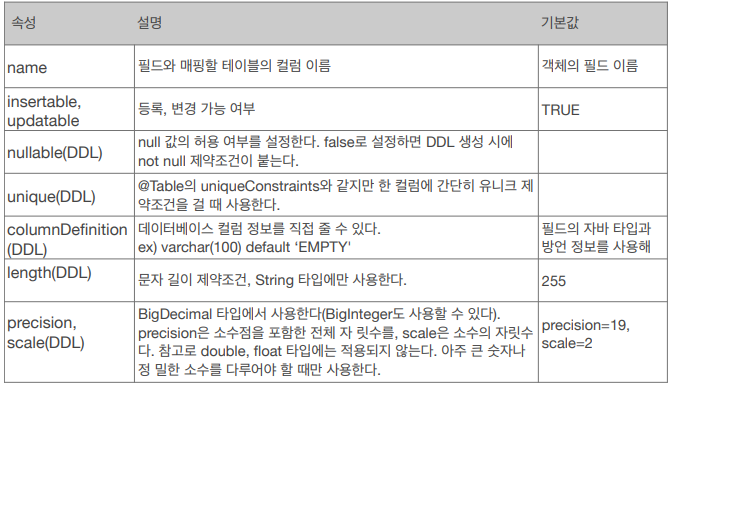 속성 설명 기본값
name 필드와 매핑할 테이블의 컬럼 이름 객체의 필드 이름
insertable,
updatable 등록, 변경 가능 여부 TRUE
nullable(DDL) null 값의 허용 여부를 설정한다. false로 설정하면 DDL 생성 시에
not null 제약조건이 붙는다.
unique(DDL) @Table의 uniqueConstraints와 같지만 한 컬럼에 간단히 유니크 제
약조건을 걸 때 사용한다.
columnDefinition 데이터베이스 컬럼 정보를 직접 줄 수 있다. 필드의 자바 타입과
(DDL) ex) varchar(100) default ‘EMPTY' 방언 정보를 사용해
length(DDL) 문자 길이 제약조건, String 타입에만 사용한다. 255
precision,
scale(DDL) BigDecimal 타입에서 사용한다(BigInteger도 사용할 수 있다).
precision은 소수점을 포함한 전체 자 릿수를, scale은 소수의 자릿수
다. 참고로 double, float 타입에는 적용되지 않는다. 아주 큰 숫자나
정 밀한 소수를 다루어야 할 때만 사용한다.
precision=19,
scale=2